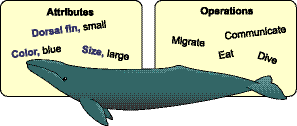 Attributes
Dorsal fin, small
Color, blue
Size, large
Operations
Migrate
Communicate
Eat
Dive